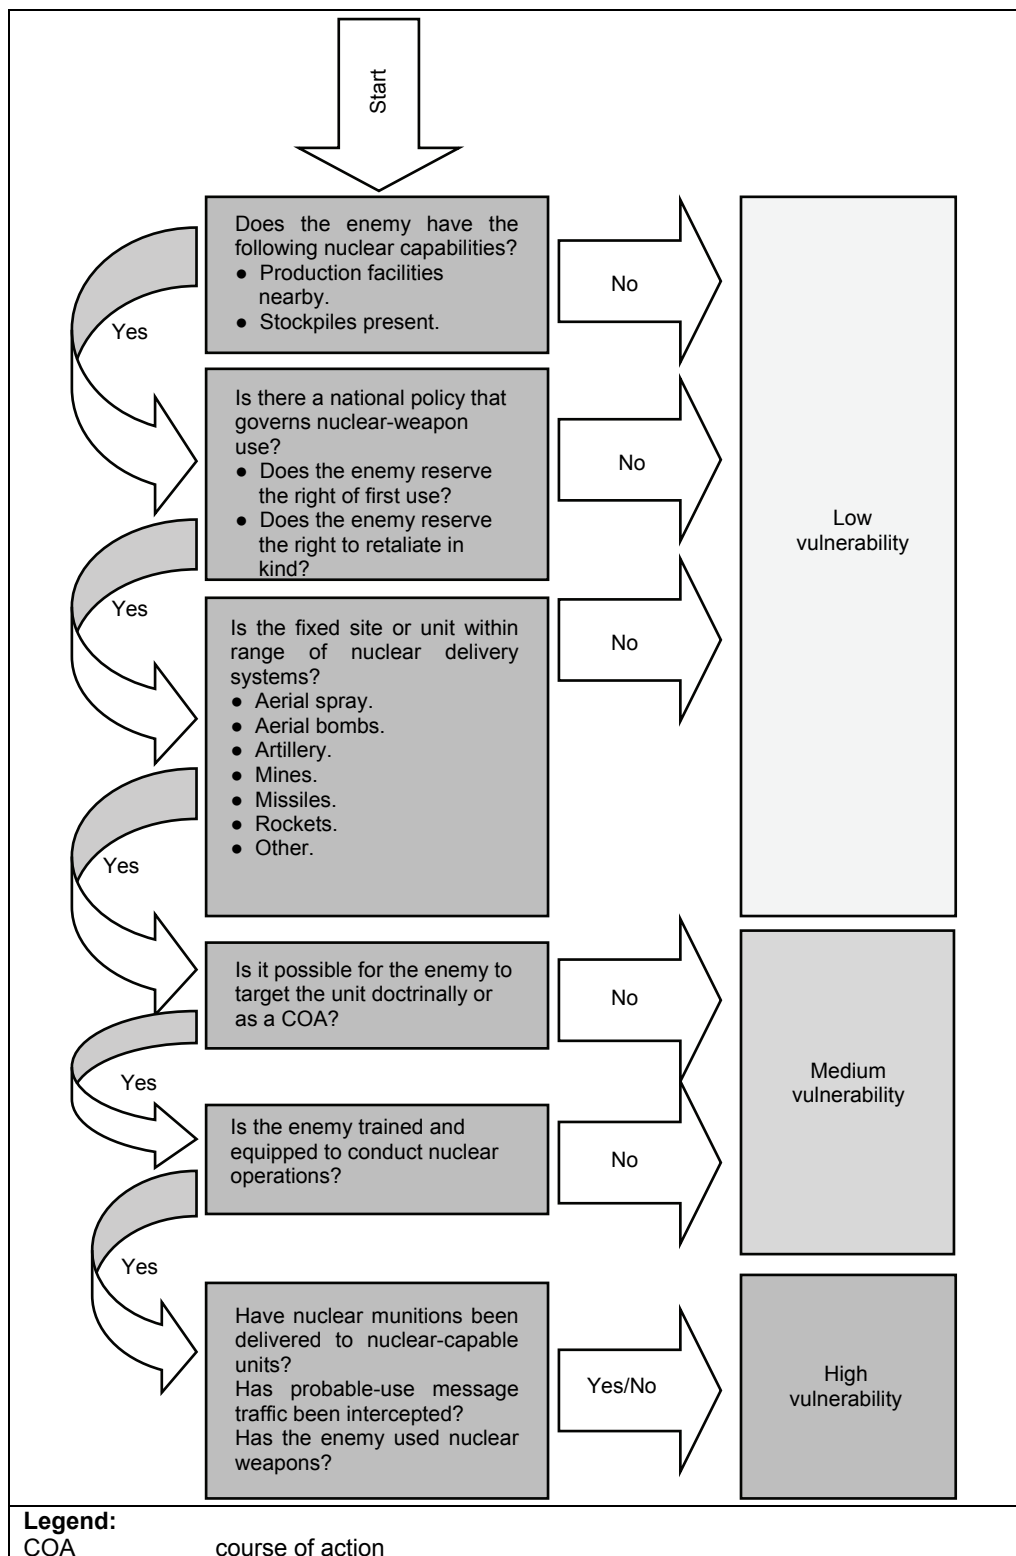 Start
Does the enemy have the
following nuclear capabilities?
● Production facilities
nearby.
● Stockpiles present.
No
Yes
Is there a national policy that
governs nuclear-weapon
use?
● Does the enemy reserve
the right of first use?
● Does the enemy reserve
the right to retaliate in
kind?
No
Low
vulnerability
Yes
Is the fixed site or unit within
range of nuclear delivery
systems?
● Aerial spray.
● Aerial bombs.
● Artillery.
● Mines.
● Missiles.
● Rockets.
● Other.
No
Yes
Is it possible for the enemy to
target the unit doctrinally or
as a COA?
No
Medium
vulnerability
Yes
Is the enemy trained and
equipped to conduct nuclear
operations?
No
Yes
Have nuclear munitions been
delivered to nuclear-capable
units?
Has probable-use message
traffic been intercepted?
Has the enemy used nuclear
weapons?
Yes/No
High
vulnerability
Legend:
COA course of action